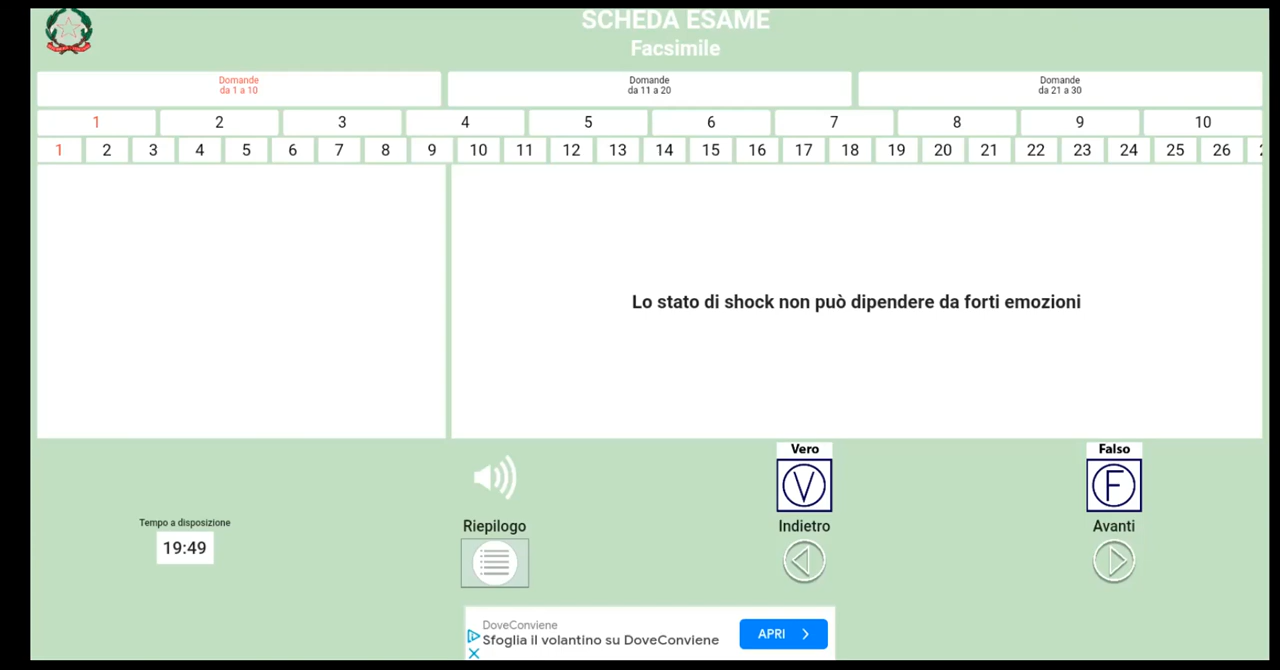 SCHEDA ESAME
Facsimile
Domande
da 1 a 10
Domande
da 11 a 20
Domande
da 21 a 30
1 2 3 4 5 6 7 8 9 10
1 2 3 4 5 6 7 8 9 10 11 12 13 14 15 16 17 18 19 20 21 22 23 24 25 26
Lo stato di shock non può dipendere da forti emozioni
Vero
Falso
V
F
Tempo a disposizione
19:49
Riepilogo
Indietro
Avanti
DoveConviene
Sfoglia il volantino su DoveConviene
APRI